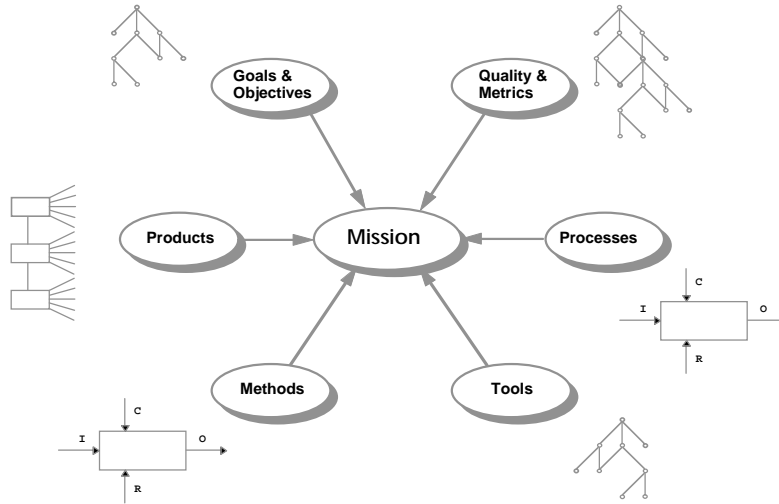 Goals &
Objectives
Quality &
Metrics
Products
Mission
Processes
C
I
O
R
Methods
Tools
C
I
O
R